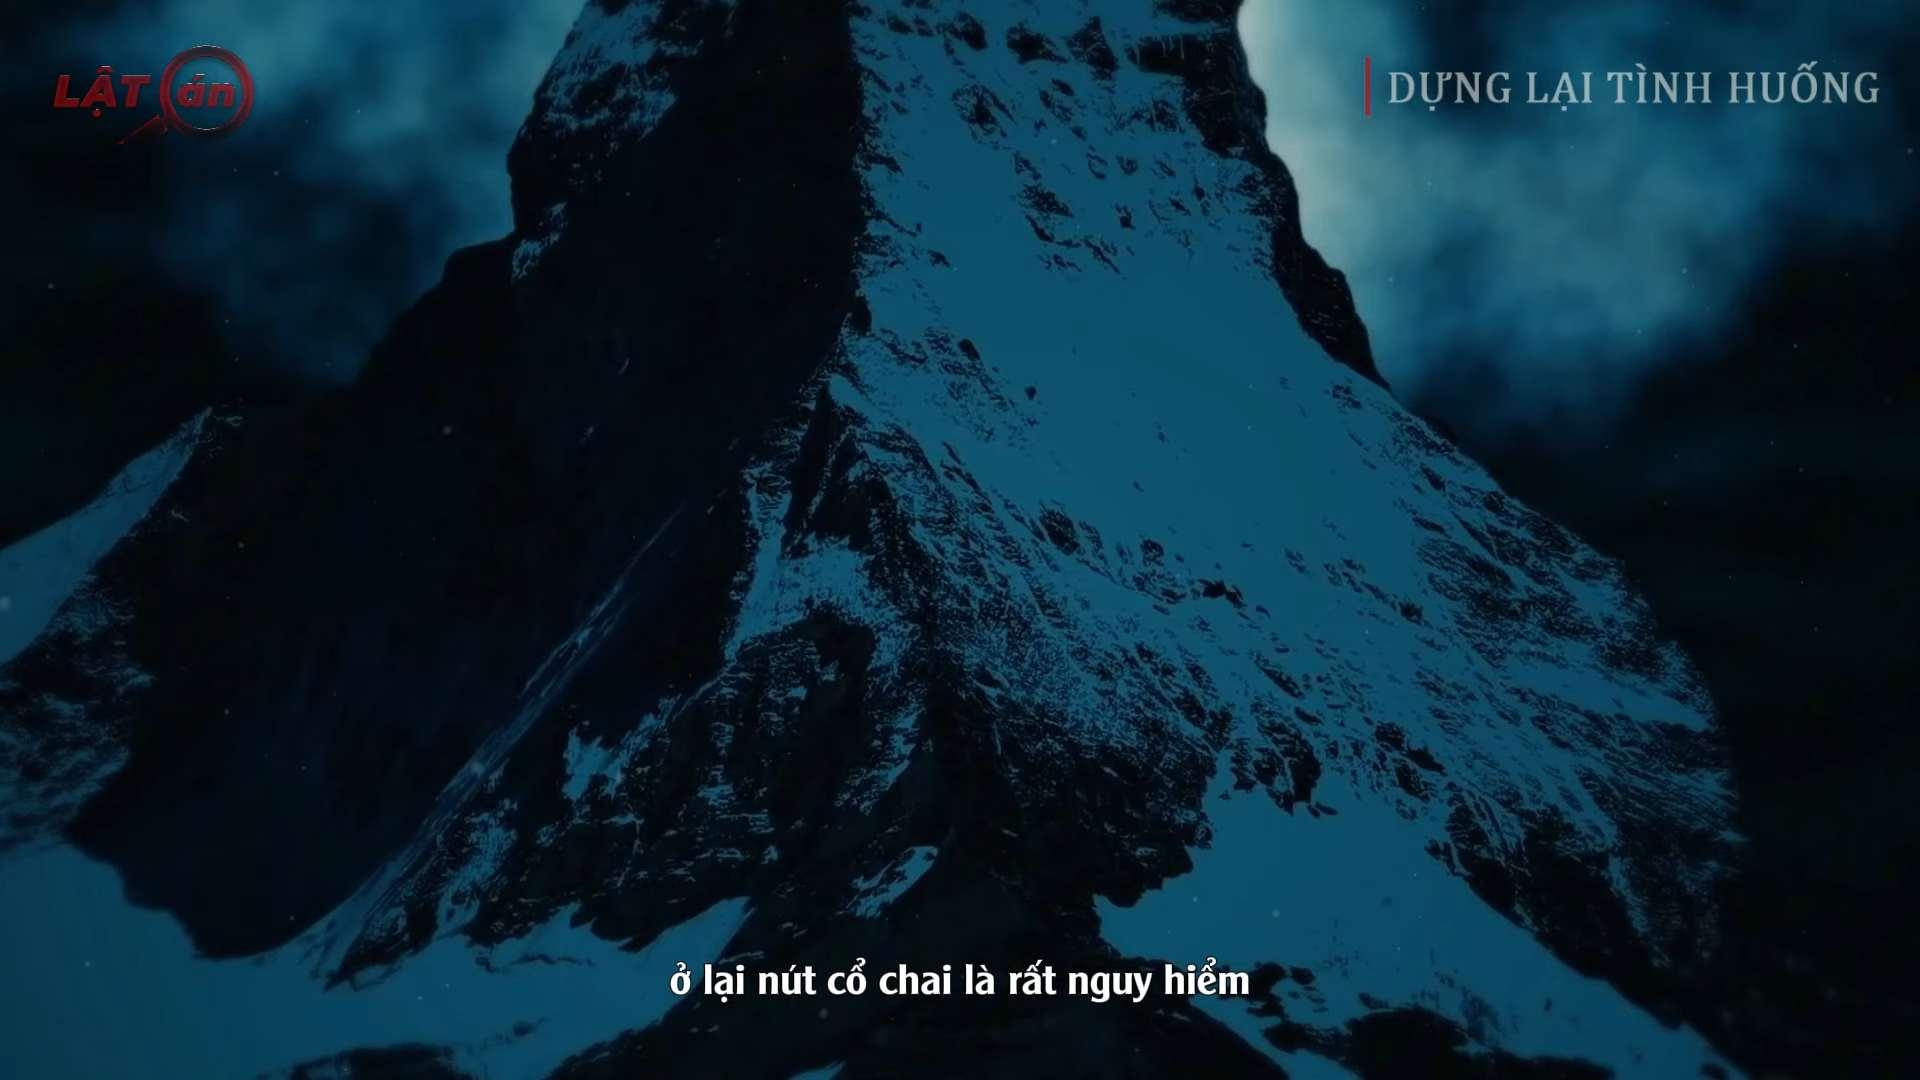 LẬT án
DỰNG LẠI TÌNH HUỐNG
ở lại nút cổ chai là rất nguy hiểm